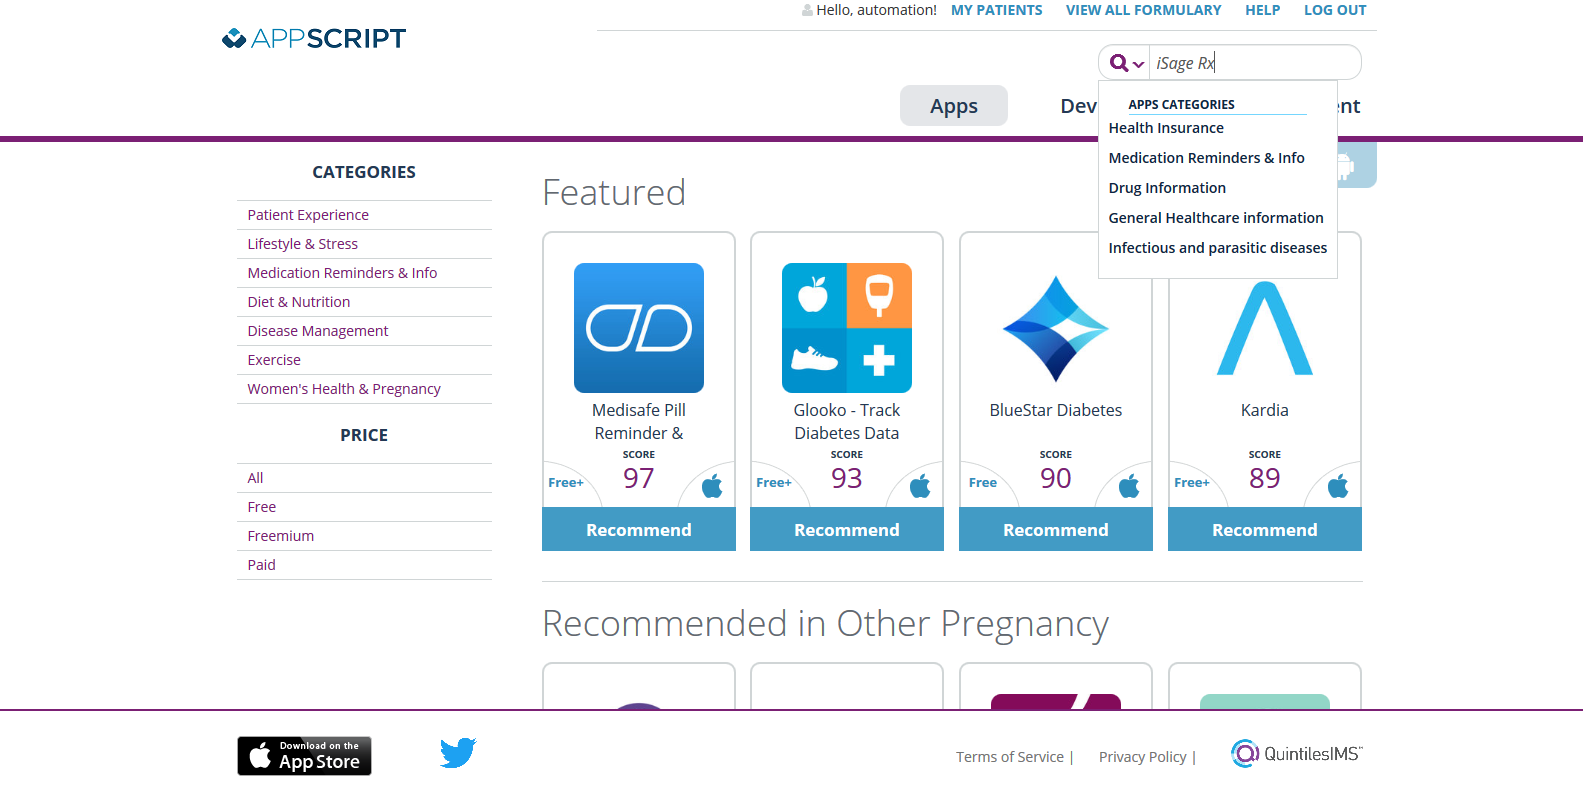 Hello, automation! MY PATIENTS VIEW ALL FORMULARY HELP LOG OUT
APPSCRIPT
iSage Rx
Apps Dev nt
APPS CATEGORIES
Health Insurance
Medication Reminders & Info
Drug Information
General Healthcare information
Infectious and parasitic diseases
CATEGORIES
Patient Experience
Lifestyle & Stress
Medication Reminders & Info
Diet & Nutrition
Disease Management
Exercise
Women's Health & Pregnancy
PRICE
All
Free
Freemium
Paid
Featured
Medisafe Pill
Reminder &
SCORE
Free+ 97
Recommend
Glooko - Track
Diabetes Data
SCORE
Free+ 93
Recommend
BlueStar Diabetes
SCORE
Free 90
Recommend
Kardia
SCORE
Free+ 89
Recommend
Recommended in Other Pregnancy
Download on the
App Store
Terms of Service | Privacy Policy |
QuintilesIMS™